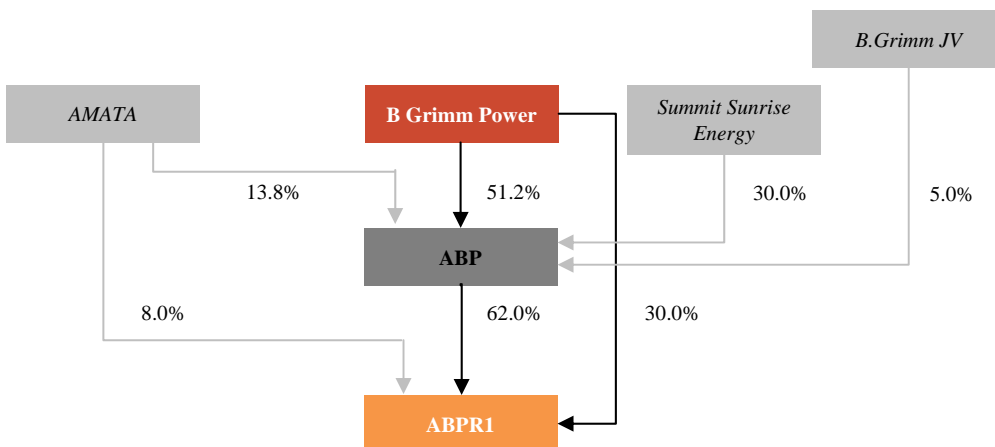 B.Grimm JV
AMATA
B Grimm Power
Summit Sunrise
Energy
13.8%
51.2%
30.0%
5.0%
ABP
8.0%
62.0%
30.0%
ABPR1